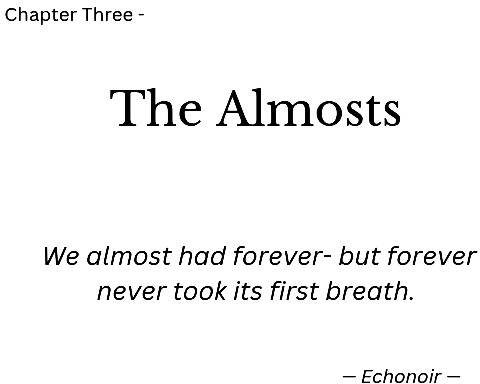 Chapter Three -
The Almosts
We almost had forever- but forever
never took its first breath.
— Echonoir —